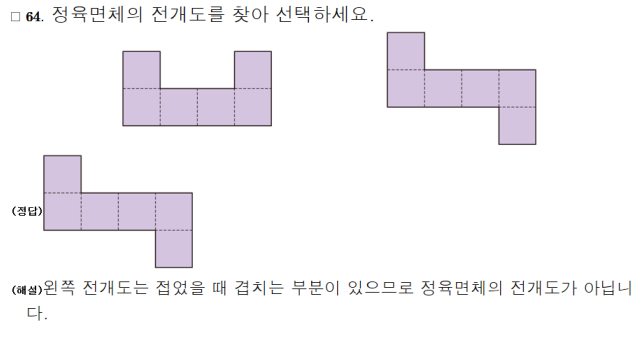 □ 64. 정육면체의 전개도를 찾아 선택하세요.
(정답)
(해설)왼쪽 전개도는 접었을 때 겹치는 부분이 있으므로 정육면체의 전개도가 아닙니
다.